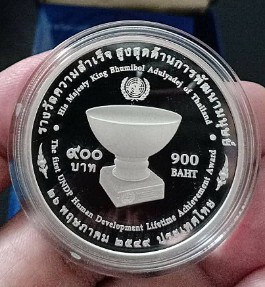 รางวัลความสำเร็จ สูงสุดด้านการพัฒนามนุษย์
His Majesty King Bhumibol Adulyadej of Thailand
๙๐๐
บาท
900
BAHT
The first UNDP Human Development Lifetime Achievement Award
๒๖ พฤษภาคม ๒๕๔๙ ประเทศไทย